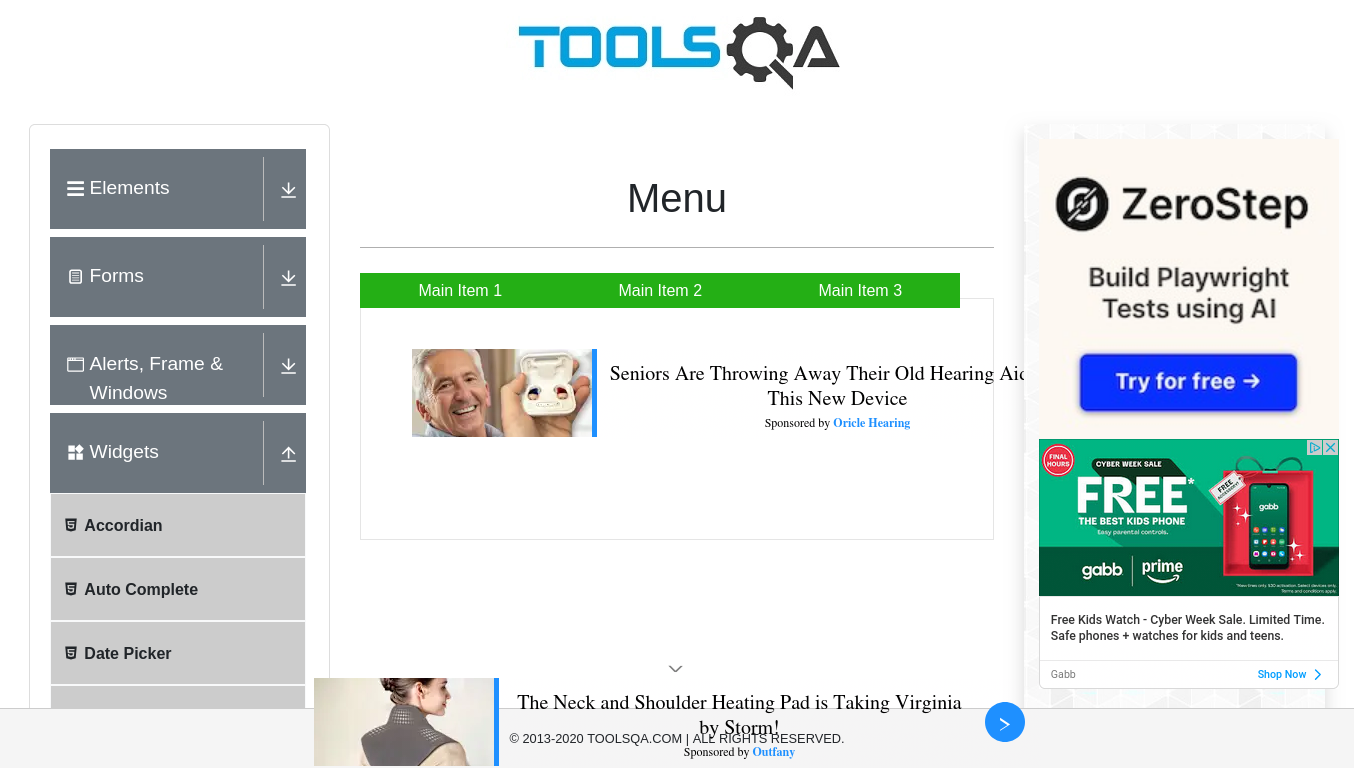 TOOLSQA
Elements
Forms
Alerts, Frame &
Windows
Widgets
Accordian
Auto Complete
Date Picker
Menu
Main Item 1
Main Item 2
Main Item 3
Seniors Are Throwing Away Their Old Hearing
This New Device
Sponsored by Oricle Hearing
ZeroStep
Build Playwright
Tests using AI
Try for free →
FINAL
HOURS
CYBER WEEK SALE
FREE*
THE BEST KIDS PHONE
Easy parental controls.
FREE
gabb
gabb | prime
Free Kids Watch - Cyber Week Sale. Limited Time.
Safe phones + watches for kids and teens.
Gabb
Shop Now
The Neck and Shoulder Heating Pad is Taking Virginia
by Storm!
Sponsored by Outfany
© 2013-2020 TOOLSQA.COM | ALL RIGHTS RESERVED.